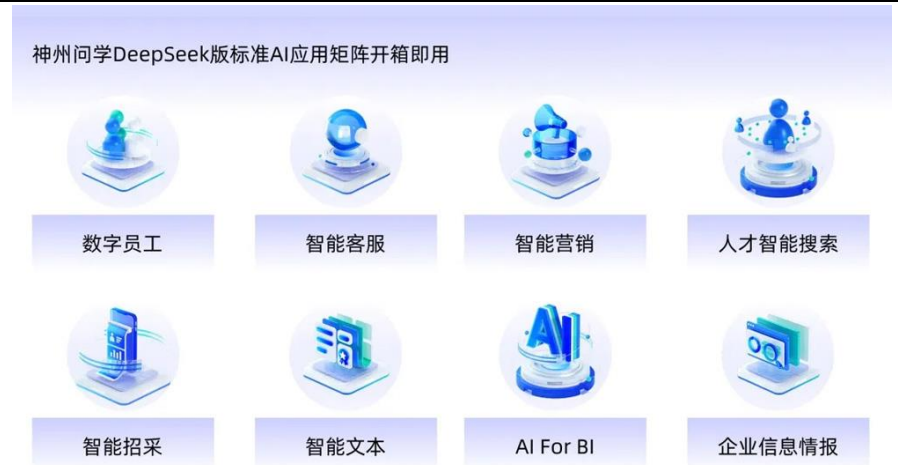 神州问学DeepSeek版标准AI应用矩阵开箱即用
数字员工
智能客服
智能营销
人才智能搜索
智能招采
智能文本
AI For BI
企业信息情报